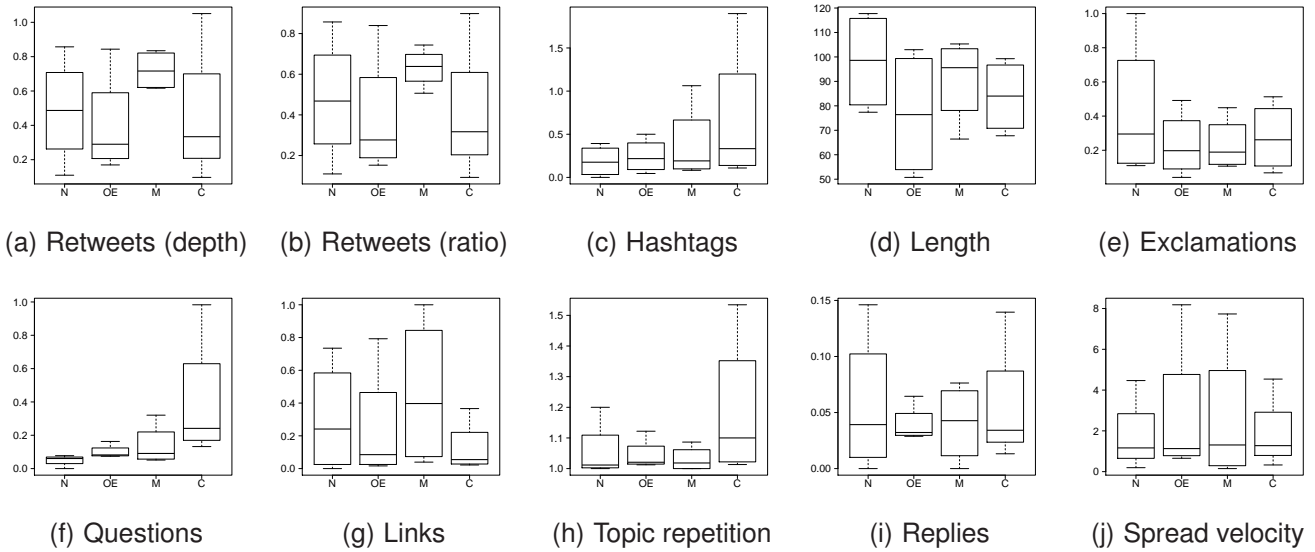 1.0
0.8
0.6
0.4
0.2
N OE M C
(a) Retweets (depth)
0.8
0.6
0.4
0.2
N OE M C
(b) Retweets (ratio)
1.5
1.0
0.5
0.0
N OE M C
(c) Hashtags
120
110
100
90
80
70
60
50
N OE M C
(d) Length
1.0
0.8
0.6
0.4
0.2
N OE M C
(e) Exclamations
1.0
0.8
0.6
0.4
0.2
0.0
N OE M C
(f) Questions
1.0
0.8
0.6
0.4
0.2
0.0
N OE M C
(g) Links
1.5
1.4
1.3
1.2
1.1
1.0
N OE M C
(h) Topic repetition
0.15
0.10
0.05
0.00
N OE M C
(i) Replies
8
6
4
2
0
N OE M C
(j) Spread velocity